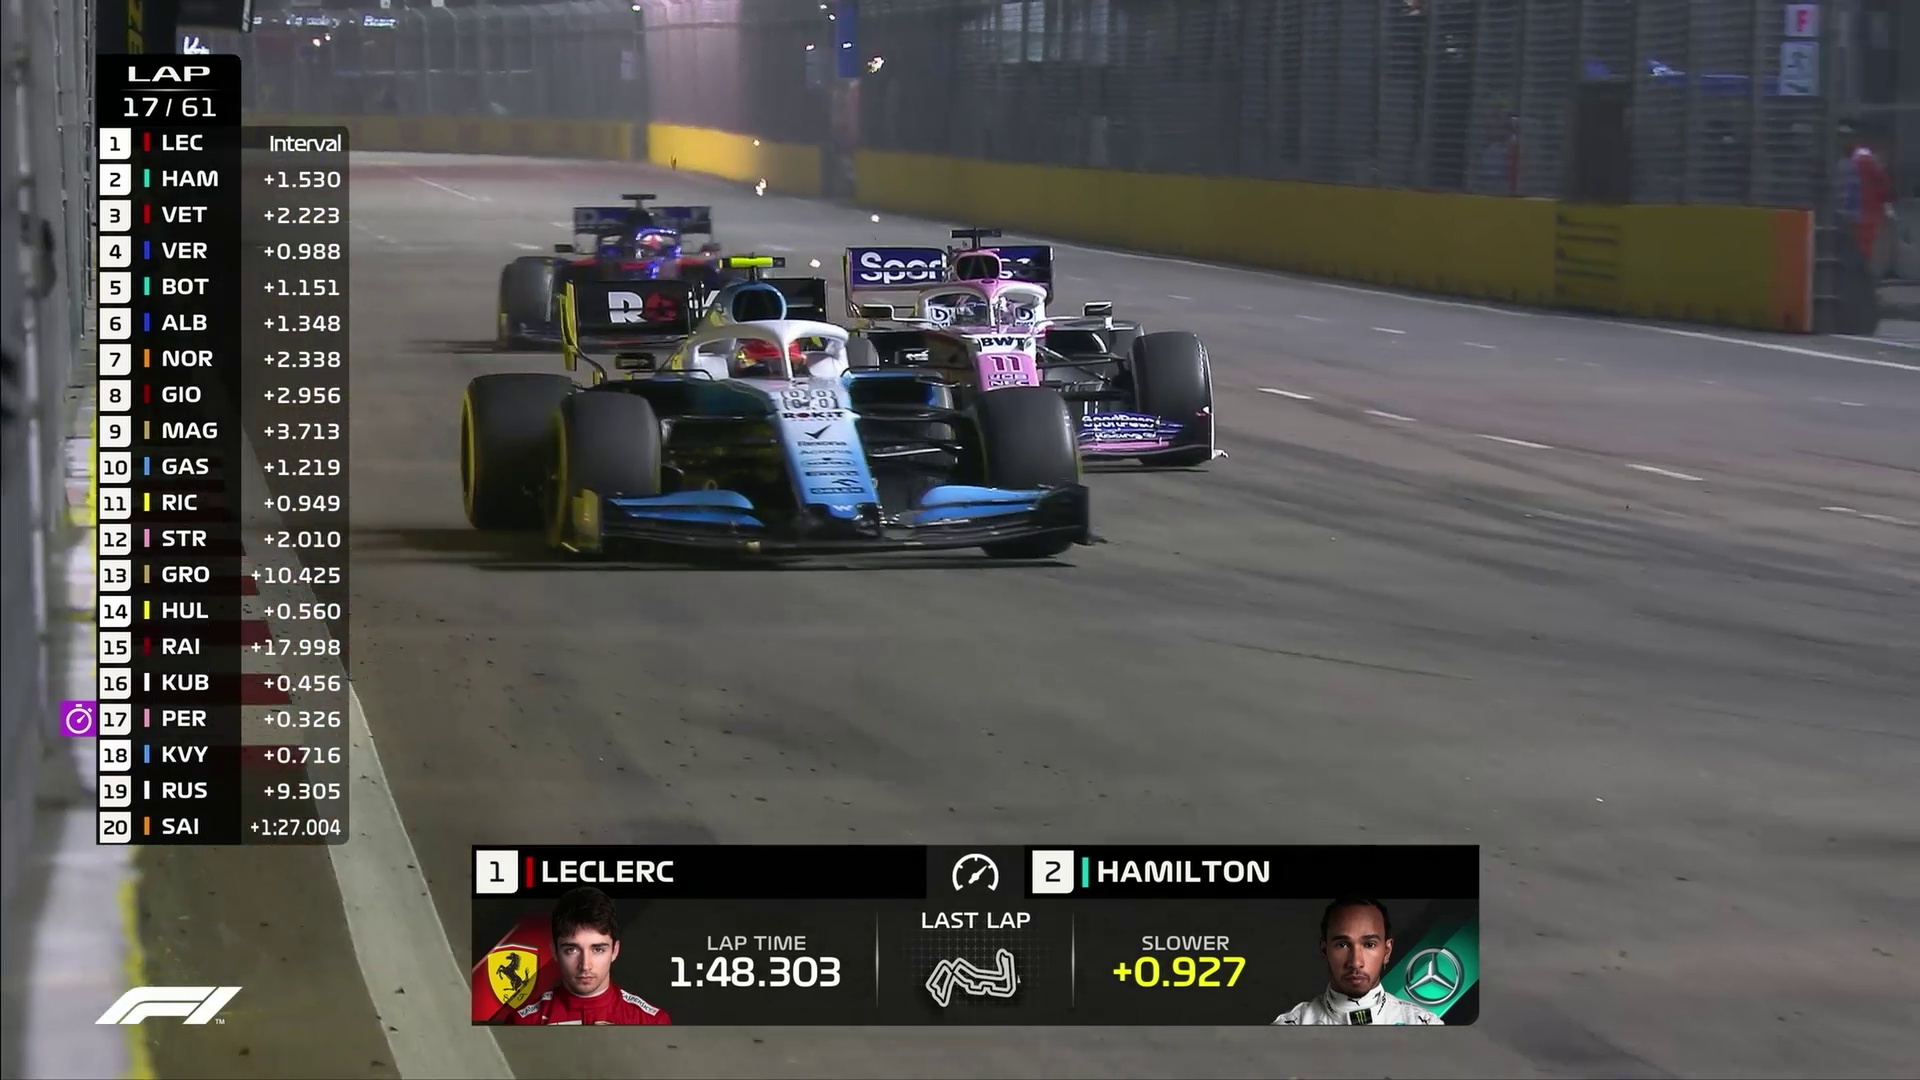 LAP
17/61
1 LEC Interval
2 HAM +1.530
3 VET +2.223
4 VER +0.988
5 BOT +1.151
6 ALB +1.348
7 NOR +2.338
8 GIO +2.956
9 MAG +3.713
10 GAS +1.219
11 RIC +0.949
12 STR +2.010
13 GRO +10.425
14 HUL +0.560
15 RAI +17.998
16 KUB +0.456
17 PER +0.326
18 KVY +0.716
19 RUS +9.305
20 SAI +1:27.004
BWT
11
ROKiT
Rexona
1 LECLERC
2 HAMILTON
LAST LAP
LAP TIME
1:48.303
SLOWER
+0.927
F1